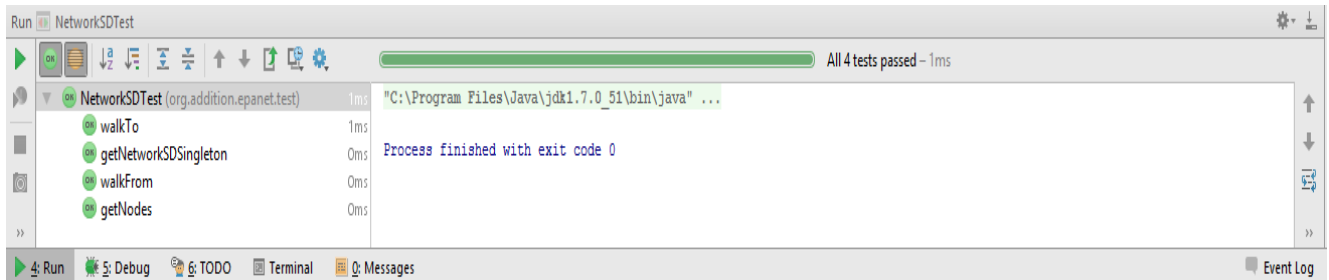 Run NetworkSDTest
All 4 tests passed – 1ms
NetworkSDTest (org.addition.epanet.test) 1ms
walkTo 1ms
getNetworkSDSingleton 0ms
walkFrom 0ms
getNodes 0ms
"C:\Program Files\Java\jdk1.7.0_51\bin\java" ...
Process finished with exit code 0
4: Run 5: Debug 6: TODO Terminal 0: Messages Event Log